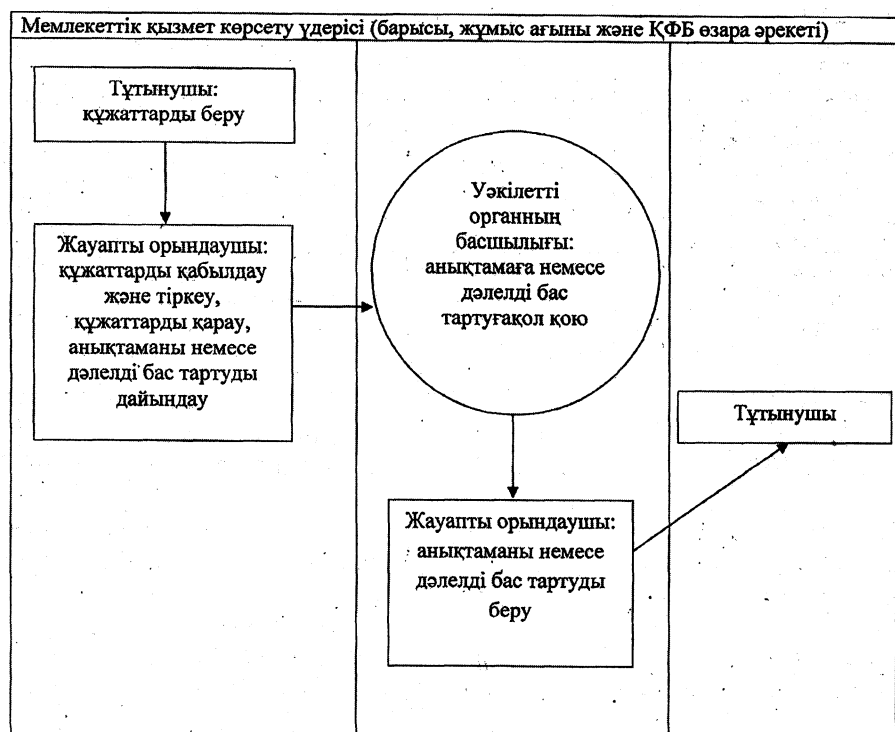 Мемлекеттік қызмет көрсету үдерісі (барысы, жұмыс ағыны және ҚФБ өзара әрекеті)
Тұтынушы:
құжаттарды беру
Жауапты орындаушы:
құжаттарды қабылдау
және тіркеу,
құжаттарды қарау,
анықтаманы немесе
дәлелді бас тартуды
дайындау
Уәкілетті
органның
басшылығы:
анықтамаға немесе
дәлелді бас
тартуғақол қою
Жауапты орындаушы:
анықтаманы немесе
дәлелді бас тартуды
беру
Тұтынушы